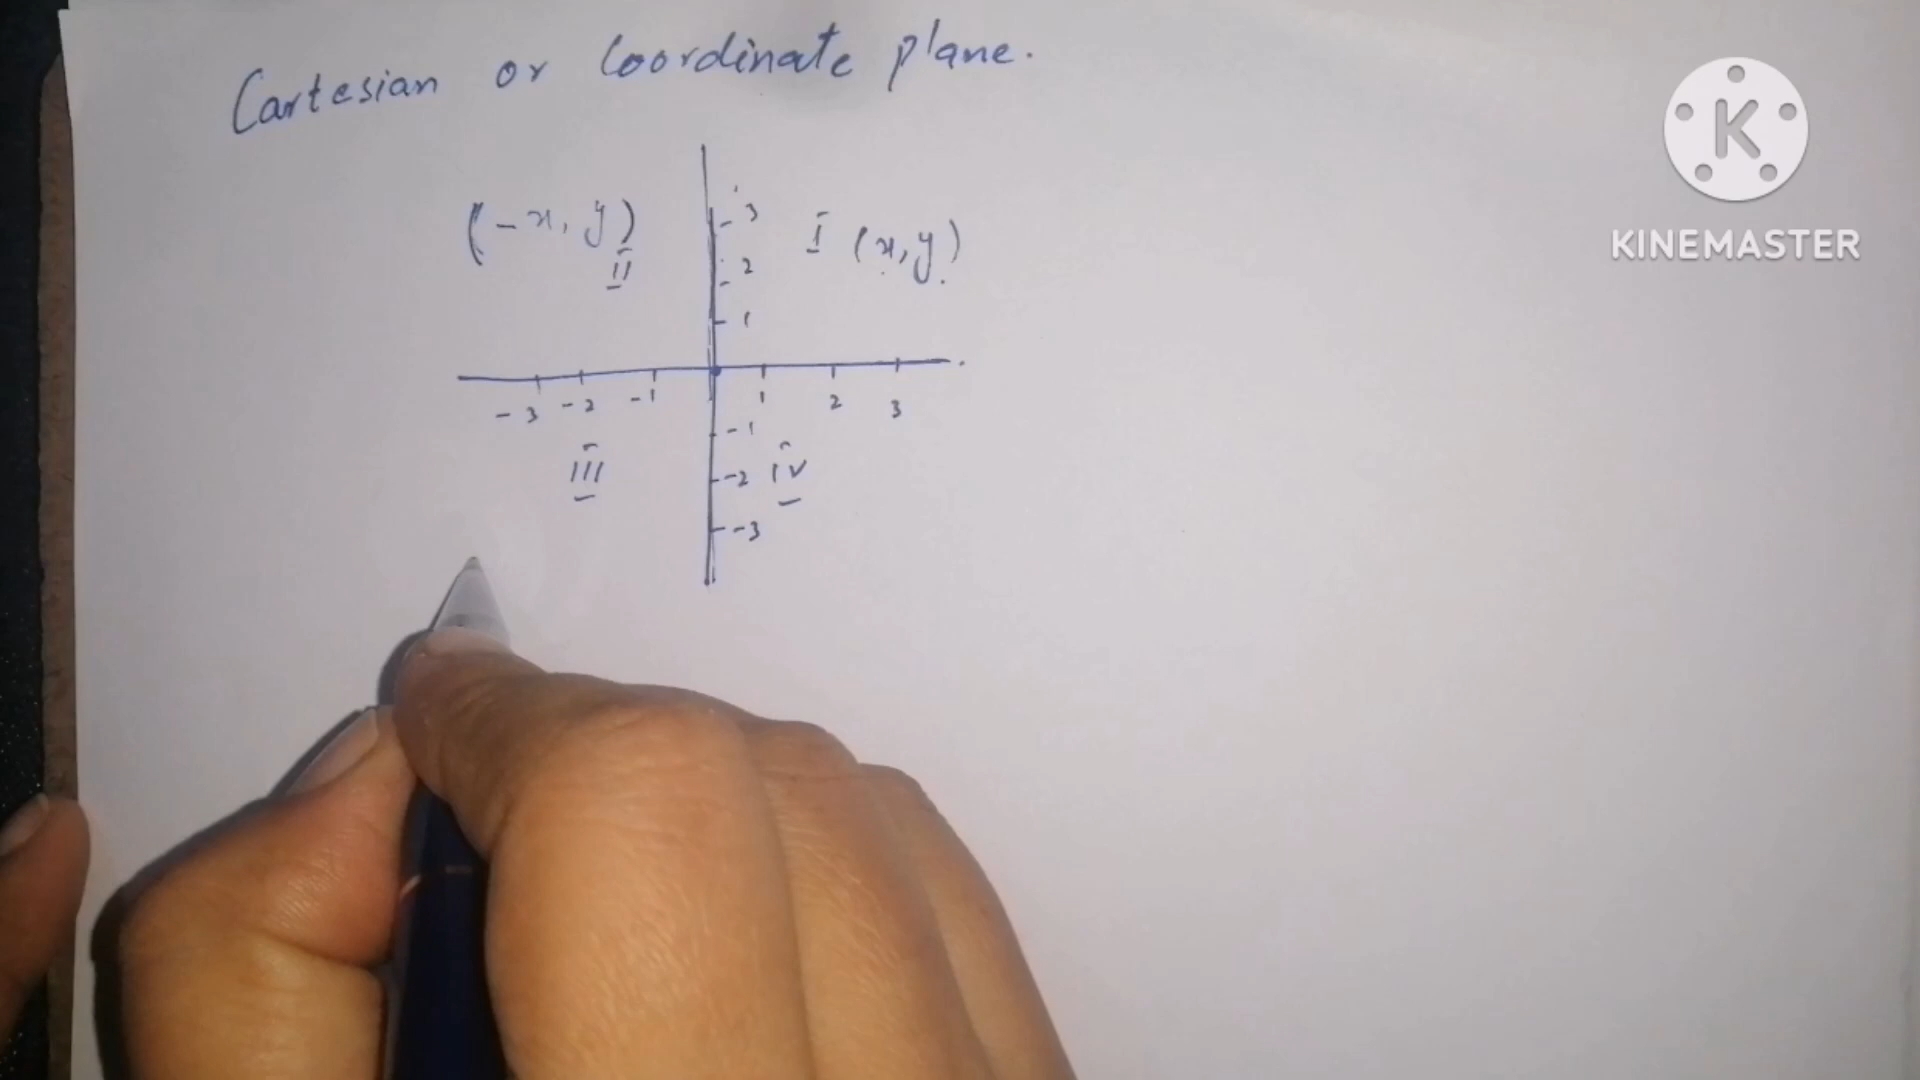 Cartesian or Coordinate plane.
(-x, y)
II
I (x, y)
3
2
1
-3 -2 -1 1 2 3
-1
III
-2 IV
-3
K
KINEMASTER